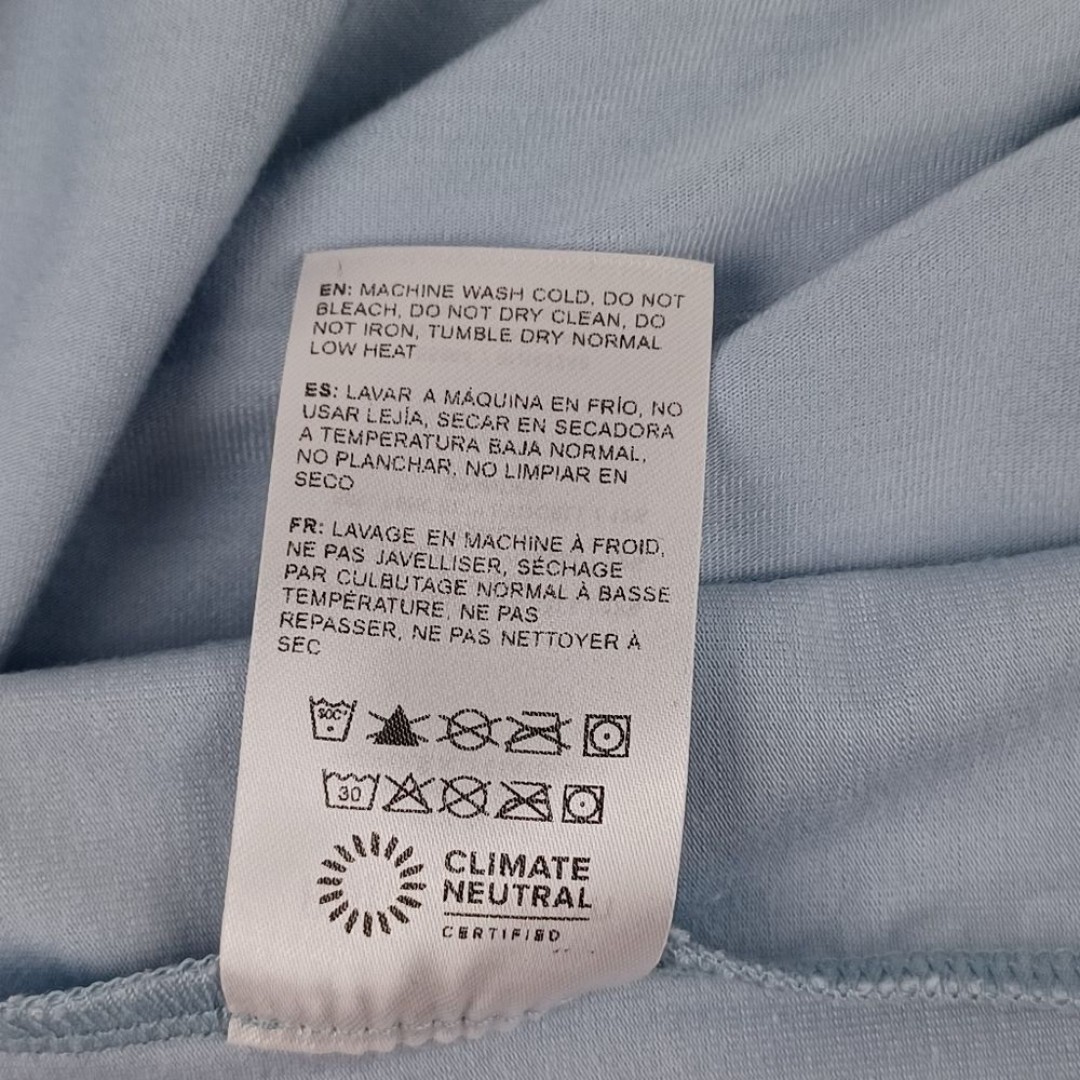 EN: MACHINE WASH COLD, DO NOT
BLEACH, DO NOT DRY CLEAN, DO
NOT IRON, TUMBLE DRY NORMAL
LOW HEAT
ES: LAVAR A MÁQUINA EN FRÍO, NO
USAR LEJÍA, SECAR EN SECADORA
A TEMPERATURA BAJA NORMAL,
NO PLANCHAR, NO LIMPIAR EN
SECO
FR: LAVAGE EN MACHINE À FROID,
NE PAS JAVELLISER, SÉCHAGE
PAR CULBUTAGE NORMAL À BASSE
TEMPÉRATURE, NE PAS
REPASSER, NE PAS NETTOYER À
SEC
30
CLIMATE
NEUTRAL
CERTIFIED